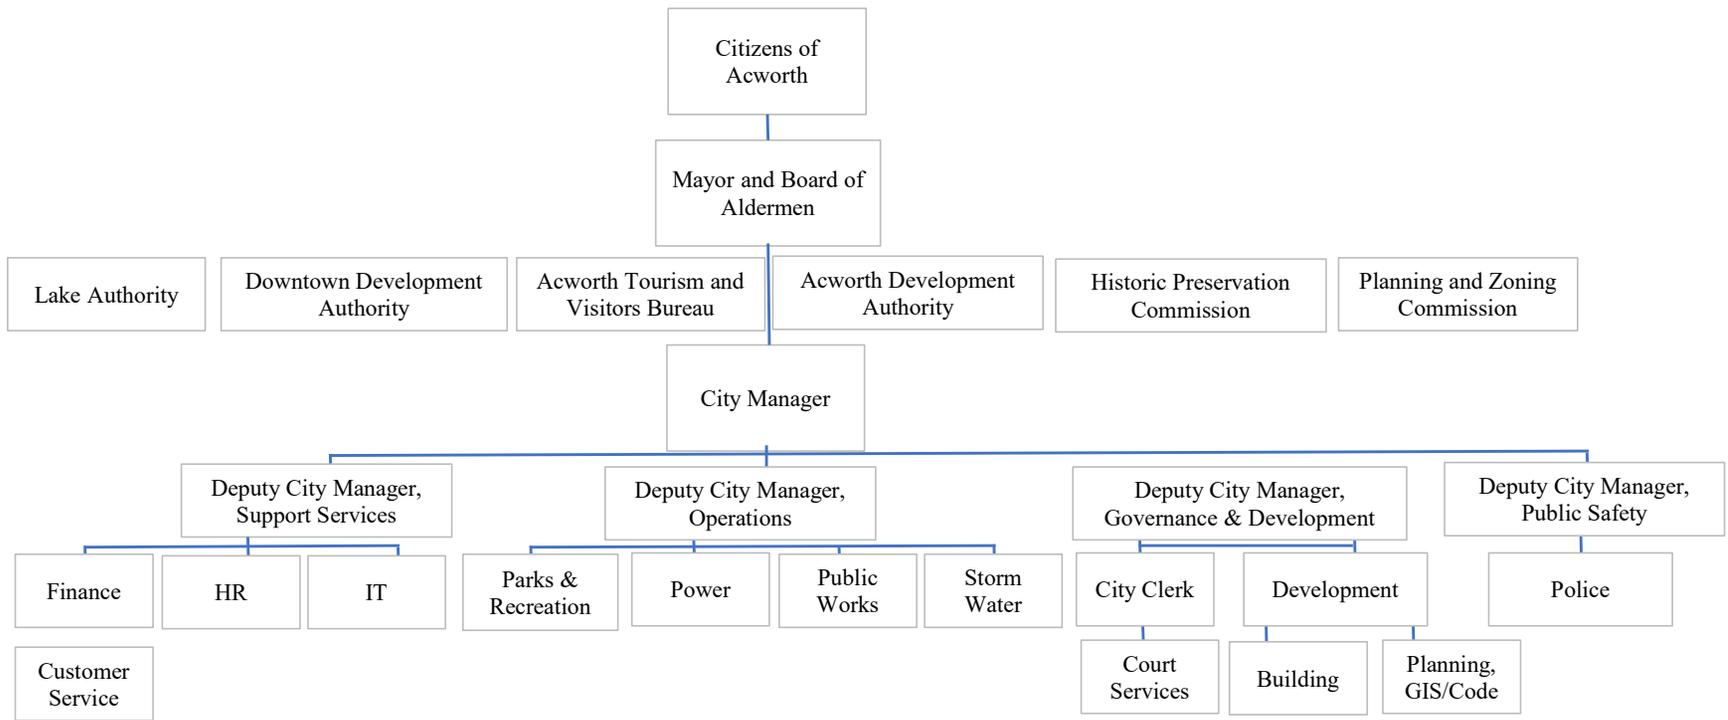 Citizens of
Acworth
Mayor and Board of
Aldermen
Lake Authority
Downtown Development
Authority
Acworth Tourism and
Visitors Bureau
Acworth Development
Authority
Historic Preservation
Commission
Planning and Zoning
Commission
City Manager
Deputy City Manager,
Support Services
Deputy City Manager,
Operations
Deputy City Manager,
Governance & Development
Deputy City Manager,
Public Safety
Finance
HR
IT
Parks &
Recreation
Power
Public
Works
Storm
Water
City Clerk
Development
Police
Customer
Service
Court
Services
Building
Planning,
GIS/Code